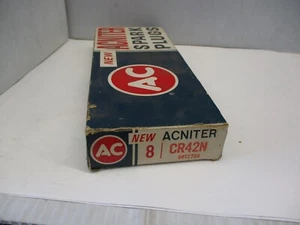 NEW ACNITER
SPARK
PLUGS
AC
AC
NEW
8
ACNITER
CR42N